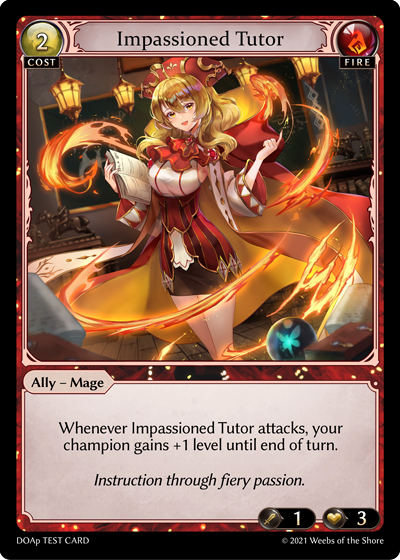 2
Impassioned Tutor
COST
FIRE
Ally – Mage
Whenever Impassioned Tutor attacks, your
champion gains +1 level until end of turn.
Instruction through fiery passion.
1
3
DOAp TEST CARD
© 2021 Weebs of the Shore